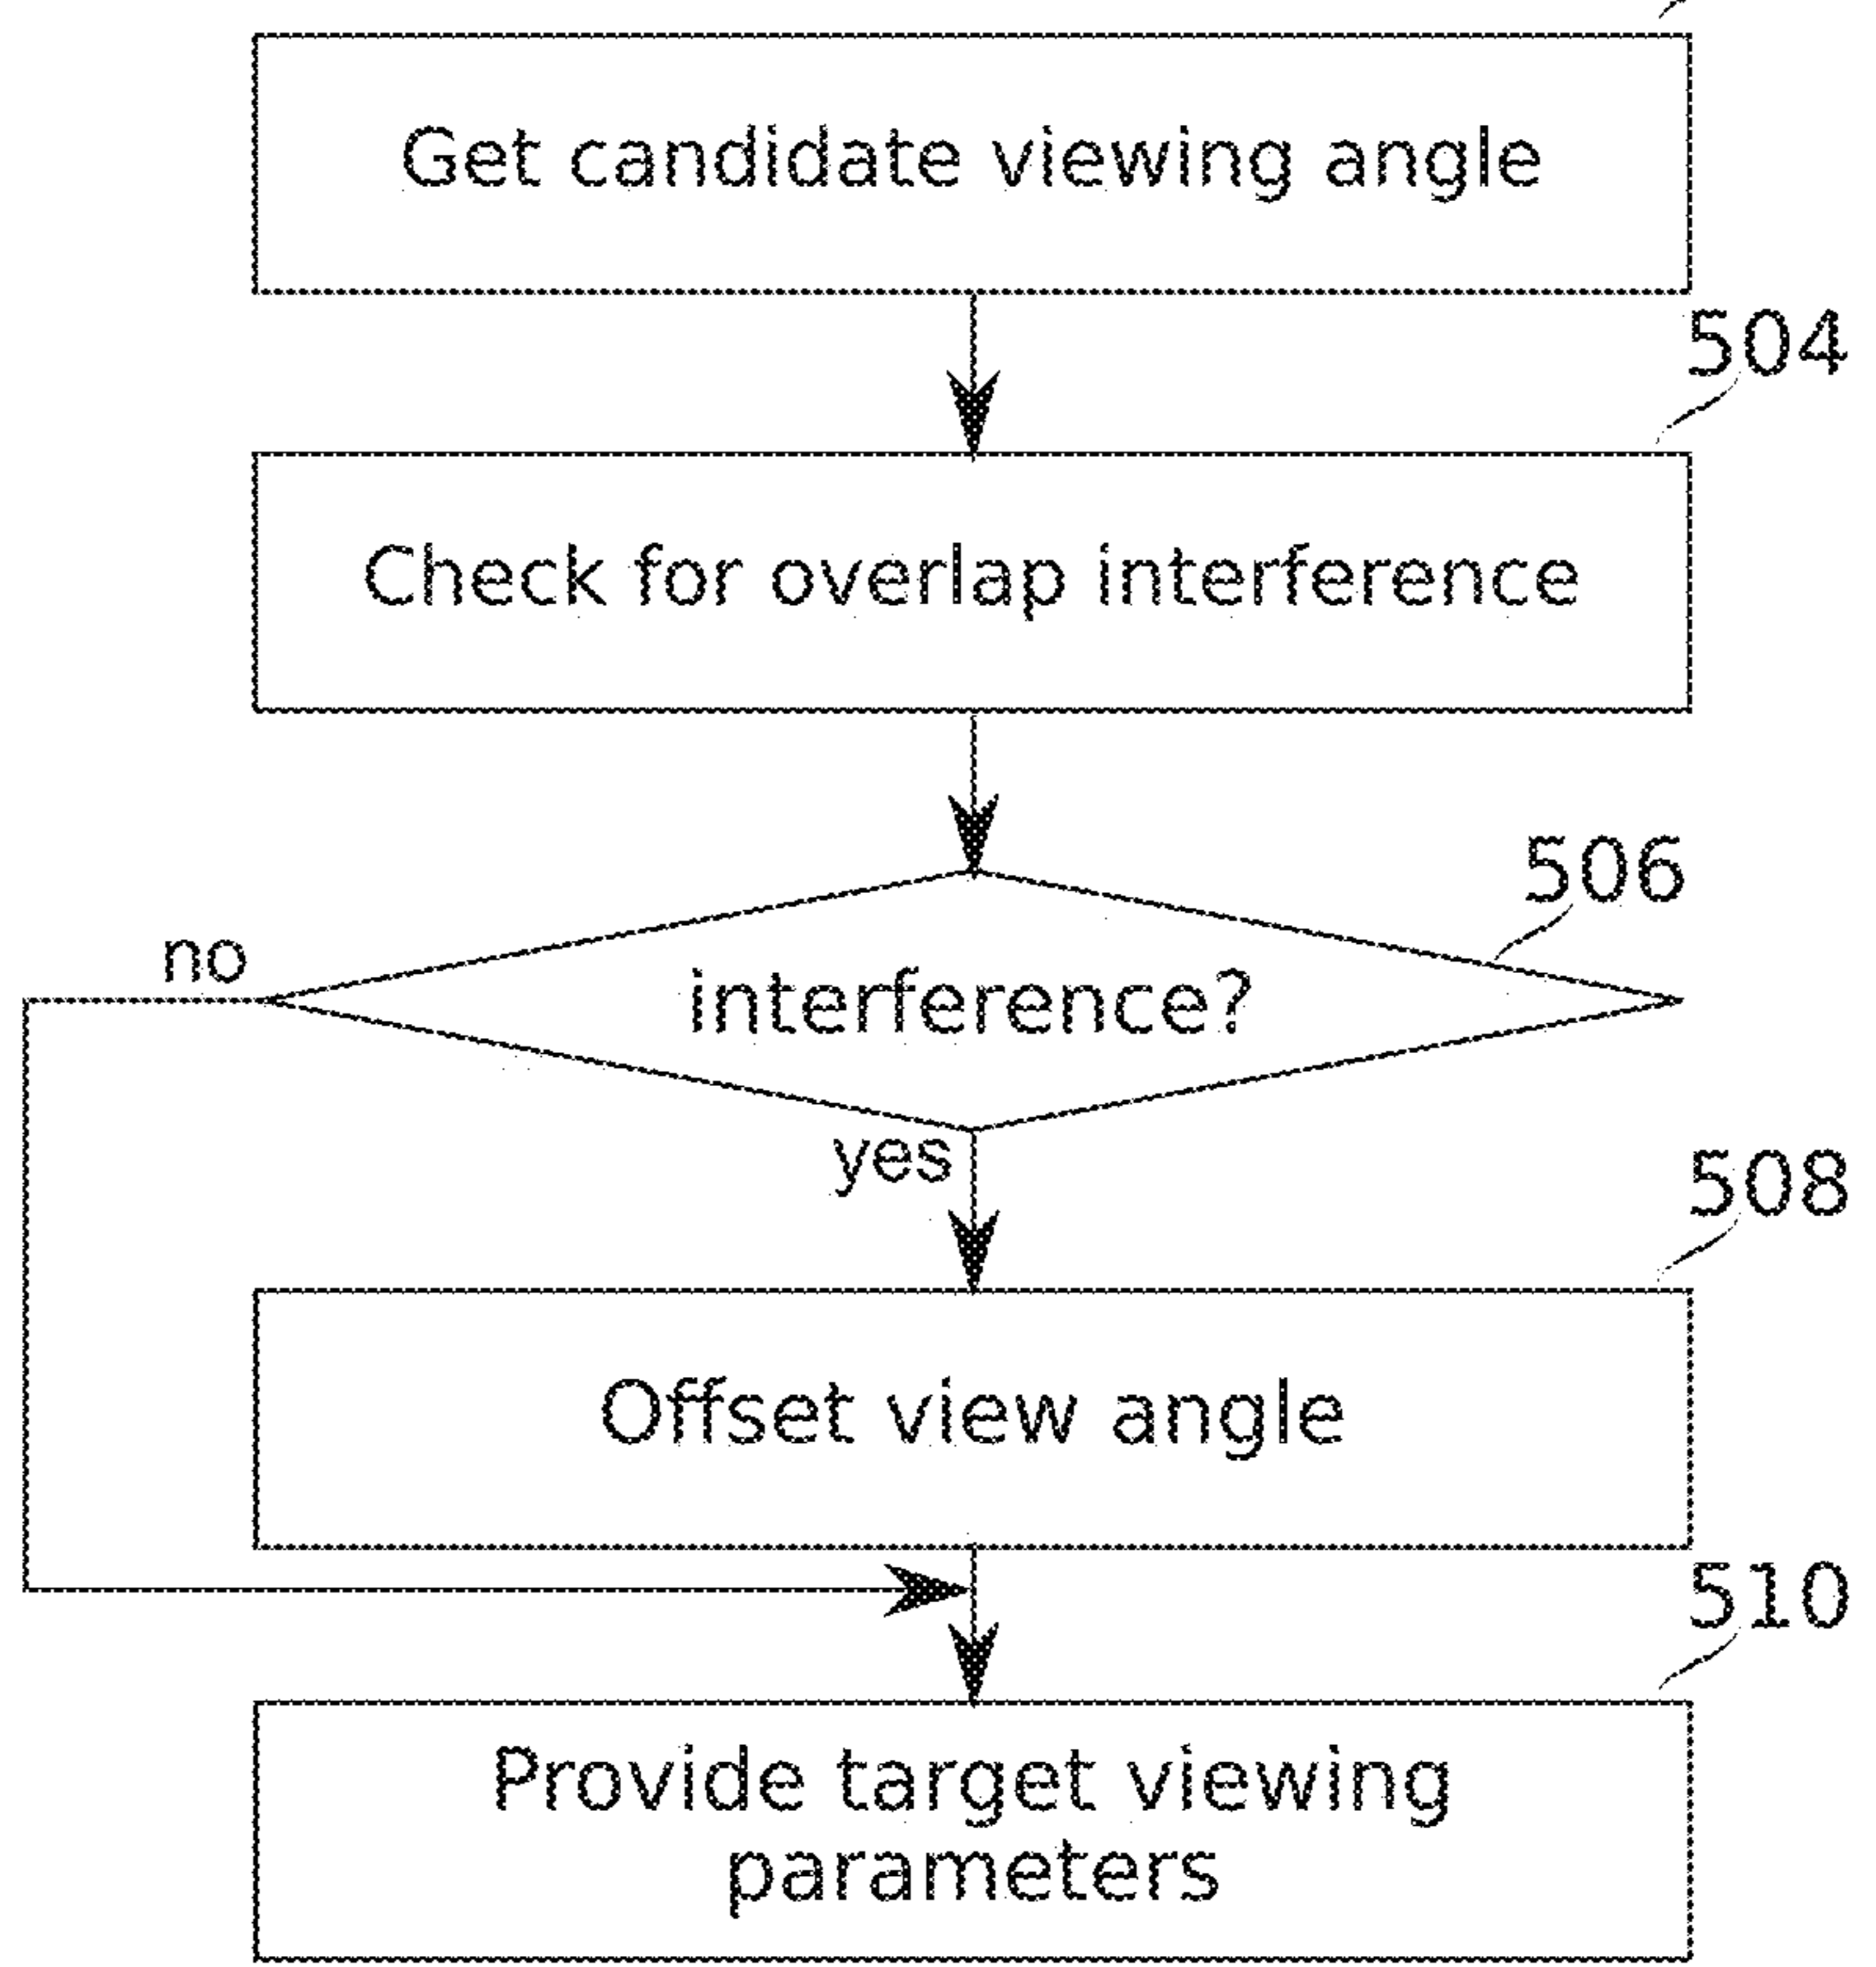 Get candidate viewing angle
504
Check for overlap interference
506
no
interference?
yes
508
Offset view angle
510
Provide target viewing
parameters